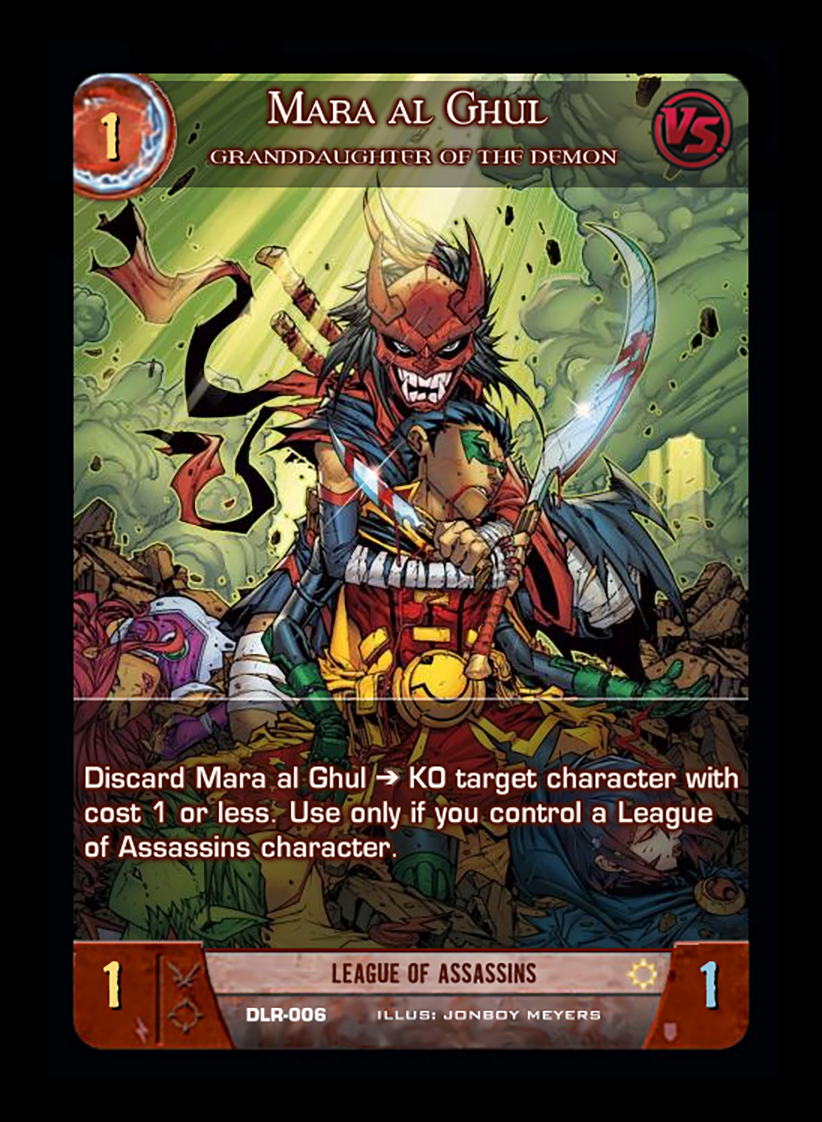 1
MARA AL GHUL
VS.
GRANDDAUGHTER OF THE DEMON
Discard Mara al Ghul → KO target character with
cost 1 or less. Use only if you control a League
of Assassins character.
1
LEAGUE OF ASSASSINS
1
DLR-006 ILLUS: JONBOY MEYERS